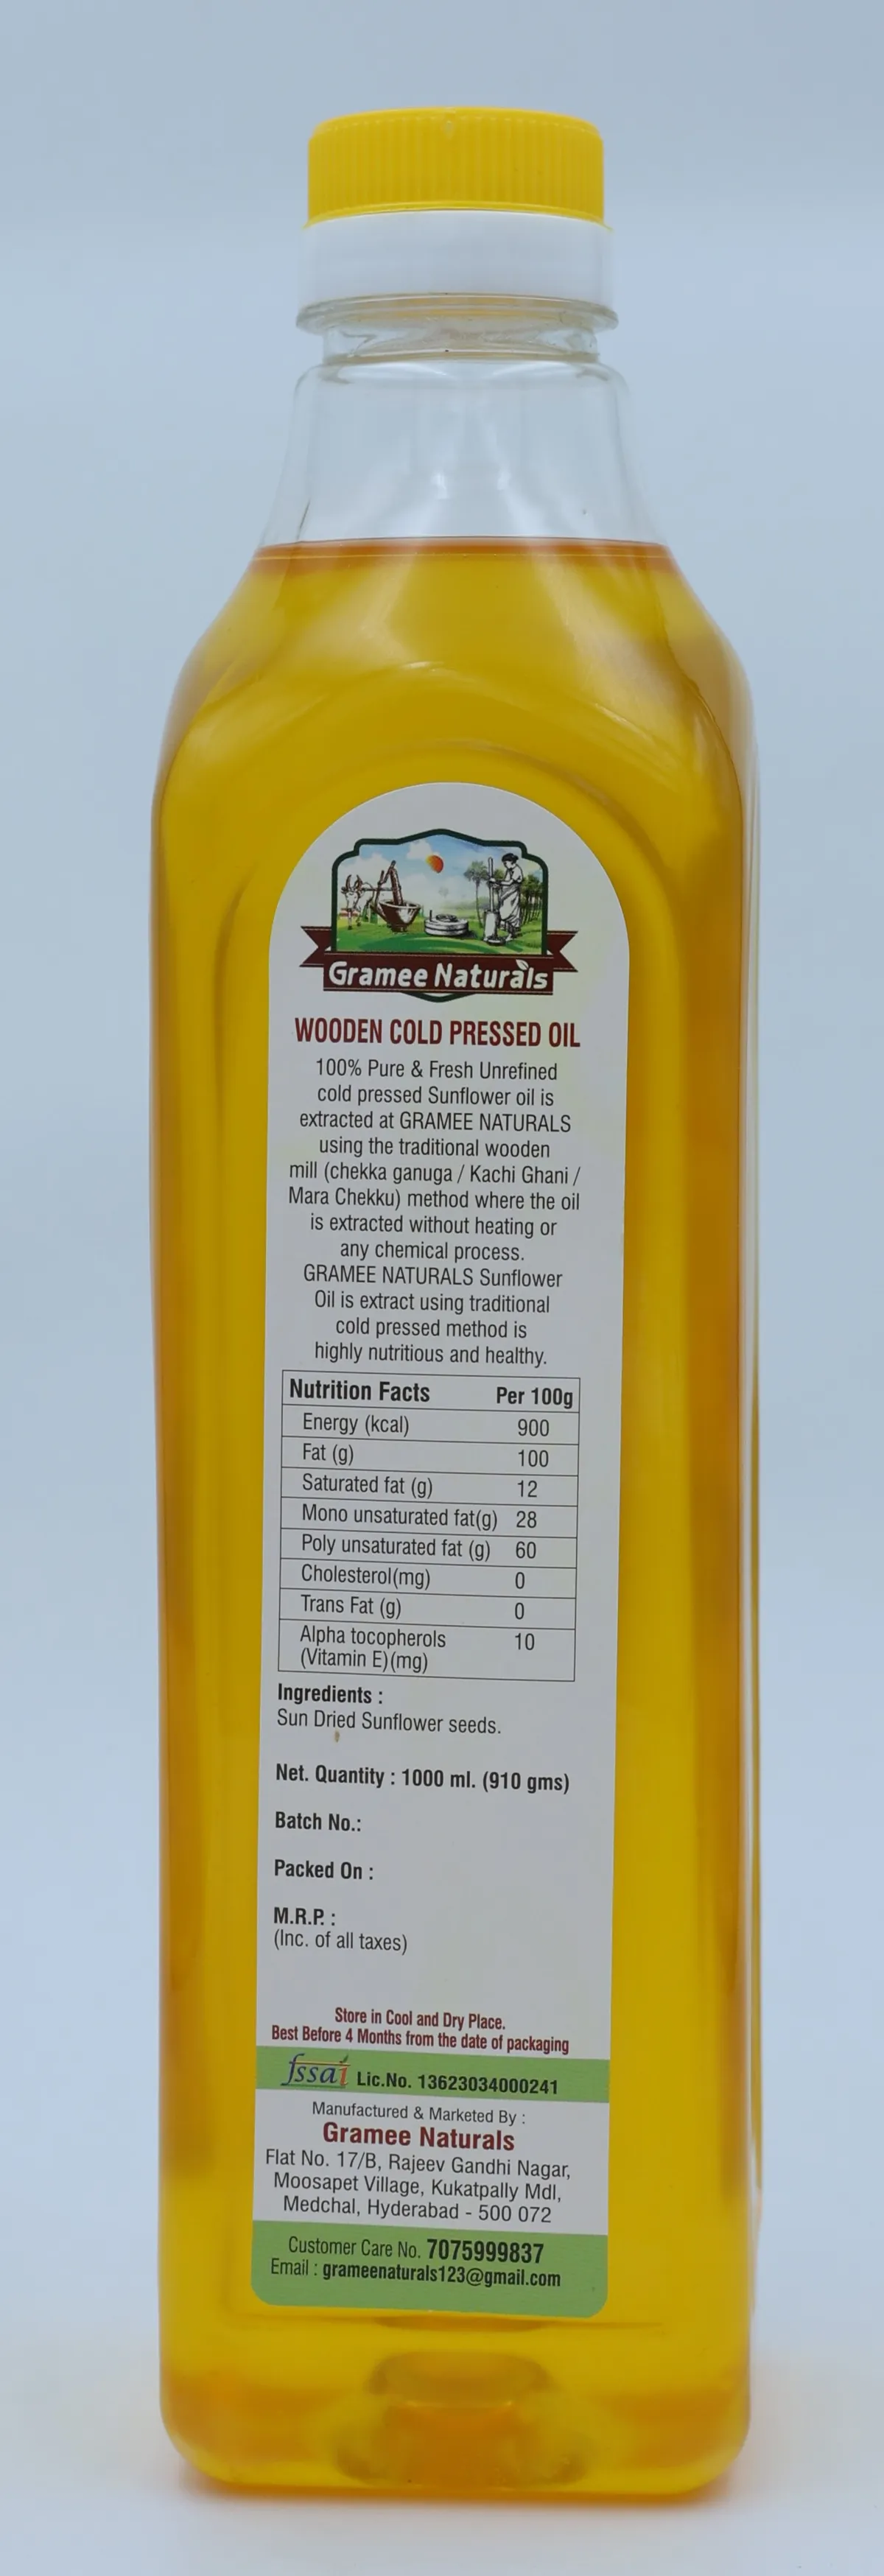 Gramee Naturals
WOODEN COLD PRESSED OIL
100% Pure & Fresh Unrefined
cold pressed Sunflower oil is
extracted at GRAMEE NATURALS
using the traditional wooden
mill (chekka ganuga / Kachi Ghani /
Mara Chekku) method where the oil
is extracted without heating or
any chemical process.
GRAMEE NATURALS Sunflower
Oil is extract using traditional
cold pressed method is
highly nutritious and healthy.
Nutrition Facts Per 100g
Energy (kcal) 900
Fat (g) 100
Saturated fat (g) 12
Mono unsaturated fat(g) 28
Poly unsaturated fat (g) 60
Cholesterol(mg) 0
Trans Fat (g) 0
Alpha tocopherols 10
(Vitamin E)(mg)
Ingredients :
Sun Dried Sunflower seeds.
Net. Quantity : 1000 ml. (910 gms)
Batch No.:
Packed On :
M.R.P. :
(Inc. of all taxes)
Store in Cool and Dry Place.
Best Before 4 Months from the date of packaging
fssai Lic.No. 13623034000241
Manufactured & Marketed By :
Gramee Naturals
Flat No. 17/B, Rajeev Gandhi Nagar,
Moosapet Village, Kukatpally Mdl,
Medchal, Hyderabad - 500 072
Customer Care No. 7075999837
Email : grameenaturals123@gmail.com